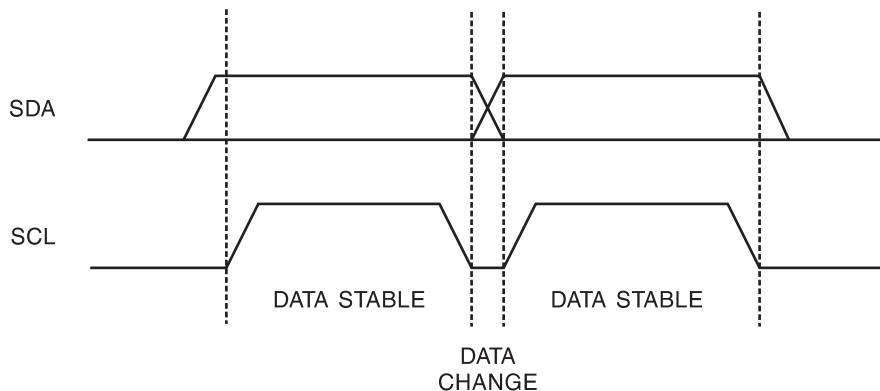 SDA
SCL
DATA STABLE
DATA STABLE
DATA
CHANGE